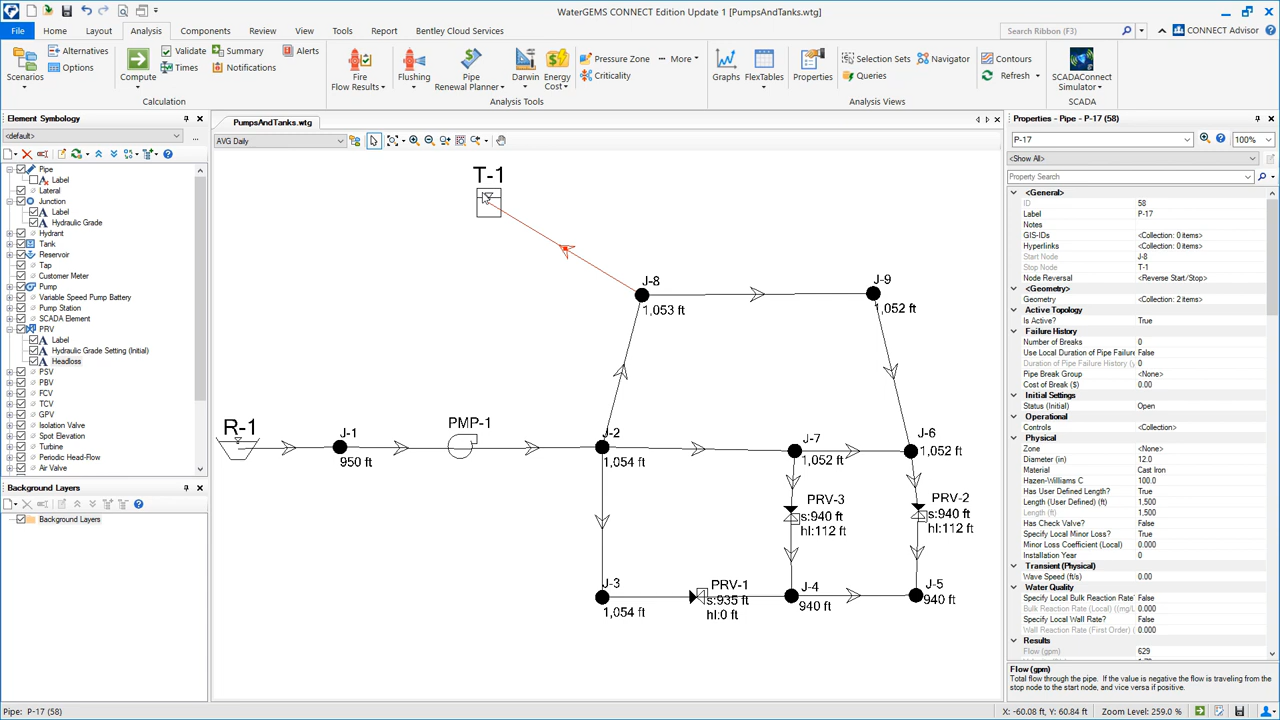 WaterGEMS CONNECT Edition Update 1 [PumpsAndTanks.wtg]
File Home Layout Analysis Components Review View Tools Report Bentley Cloud Services
Search Ribbon (F3) CONNECT Advisor
Scenarios
Alternatives
Options
Compute
Validate
Times
Summary
Notifications
Alerts
Calculation
Fire Flow Results
Flushing
Pipe Renewal Planner
Darwin
Energy Cost
Pressure Zone
Criticality
More
Analysis Tools
Graphs
FlexTables
Properties
Selection Sets
Queries
Navigator
Contours
Refresh
Analysis Views
SCADAConnect Simulator
SCADA
Element Symbology
<default>
...
Pipe
Label
Lateral
Junction
Label
Hydraulic Grade
Hydrant
Tank
Reservoir
Tap
Customer Meter
Pump
Variable Speed Pump Battery
Pump Station
SCADA Element
PRV
Label
Hydraulic Grade Setting (Initial)
Headloss
PSV
PBV
FCV
TCV
GPV
Isolation Valve
Spot Elevation
Turbine
Periodic Head-Flow
Air Valve
Background Layers
Background Layers
PumpsAndTanks.wtg
AVG Daily
T-1
J-8
1,053 ft
J-9
1,052 ft
R-1
J-1
950 ft
PMP-1
J-2
1,054 ft
J-7
1,052 ft
J-6
1,052 ft
PRV-3
s:940 ft
hl:112 ft
PRV-2
s:940 ft
hl:112 ft
J-3
1,054 ft
PRV-1
s:935 ft
hl:0 ft
J-4
940 ft
J-5
940 ft
Properties - Pipe - P-17 (58)
P-17 100%
<Show All>
Property Search
<General>
ID 58
Label P-17
Notes
GIS-IDs <Collection: 0 items>
Hyperlinks <Collection: 0 items>
Start Node J-8
Stop Node T-1
Node Reversal <Reverse Start/Stop>
<Geometry>
Geometry <Collection: 2 items>
Active Topology
Is Active? True
Failure History
Number of Breaks 0
Use Local Duration of Pipe Failure False
Duration of Pipe Failure History (y 0
Pipe Break Group <None>
Cost of Break ($) 0.00
Initial Settings
Status (Initial) Open
Operational
Controls <Collection>
Physical
Zone <None>
Diameter (in) 12.0
Material Cast Iron
Hazen-Williams C 100.0
Has User Defined Length? True
Length (User Defined) (ft) 1,500
Length (ft) 1,500
Has Check Valve? False
Specify Local Minor Loss? True
Minor Loss Coefficient (Local) 0.000
Installation Year 0
Transient (Physical)
Wave Speed (ft/s) 0.00
Water Quality
Specify Local Bulk Reaction Rate False
Bulk Reaction Rate (Local) ((mg/L 0.000
Specify Local Wall Rate? False
Wall Reaction Rate (First Order) ( 0.000
Results
Flow (gpm) 629
Flow (gpm)
Total flow through the pipe. If the value is negative the flow is traveling from the
stop node to the start node, and vice versa if positive.
Pipe: P-17 (58)
X: -60.08 ft, Y: 60.84 ft Zoom Level: 259.0 %